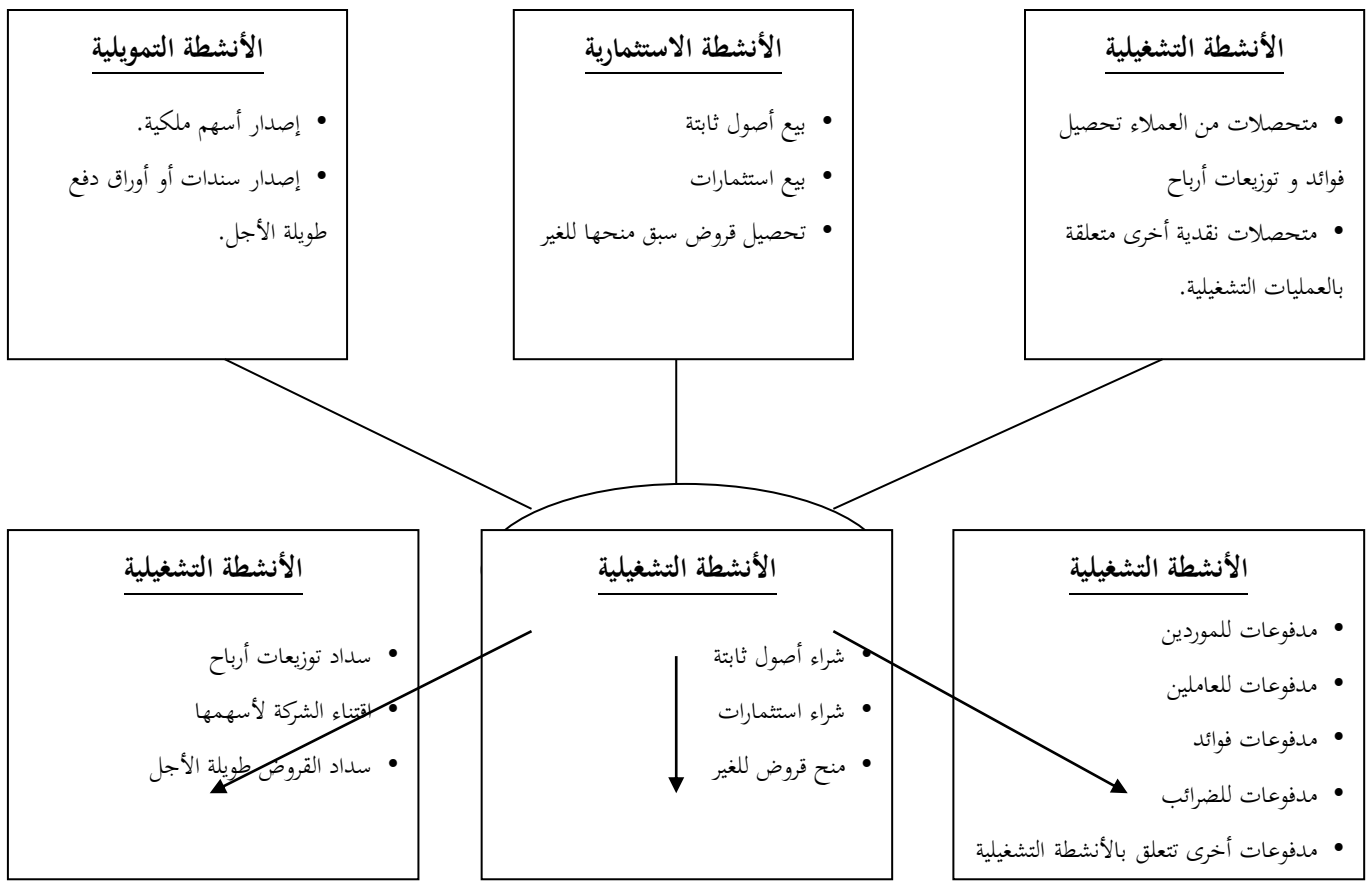 الأنشطة التشغيلية
• متحصلات من العملاء تحصيل
فوائد و توزيعات أرباح
• متحصلات نقدية أخرى متعلقة
بالعمليات التشغيلية.
الأنشطة الاستثمارية
• بيع أصول ثابتة
• بيع استثمارات
• تحصيل قروض سبق منحها للغير
الأنشطة التمويلية
• إصدار أسهم ملكية.
• إصدار سندات أو أوراق دفع
طويلة الأجل.
الأنشطة التشغيلية
• مدفوعات للموردين
• مدفوعات للعاملين
• مدفوعات فوائد
• مدفوعات للضرائب
• مدفوعات أخرى تتعلق بالأنشطة التشغيلية
الأنشطة التشغيلية
• شراء أصول ثابتة
• شراء استثمارات
• منح قروض للغير
الأنشطة التشغيلية
• سداد توزيعات أرباح
• اقتناء الشركة لأسهمها
• سداد القروض طويلة الأجل